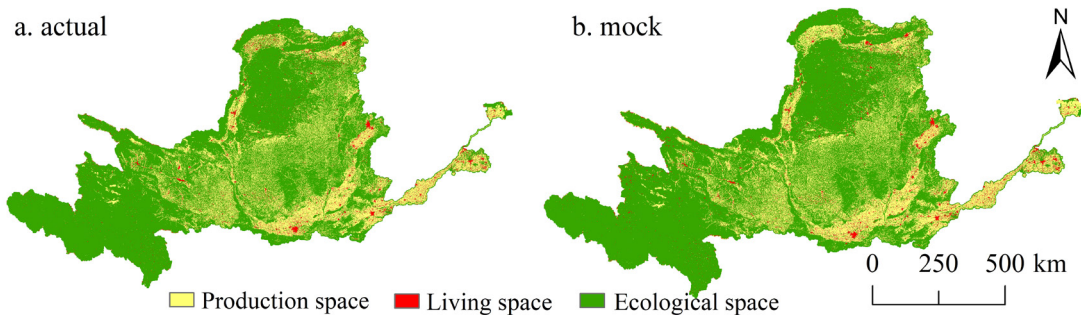 a. actual
b. mock
N
0 250 500 km
Production space Living space Ecological space